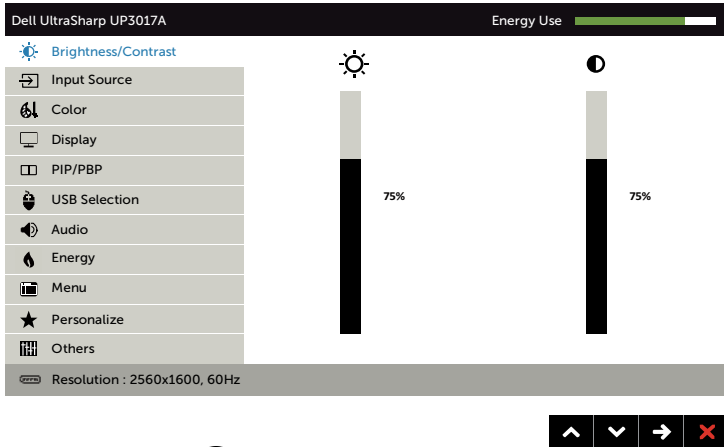 Dell UltraSharp UP3017A
Energy Use
Brightness/Contrast
Input Source
Color
Display
PIP/PBP
USB Selection
Audio
Energy
Menu
Personalize
Others
75%
75%
Resolution : 2560x1600, 60Hz